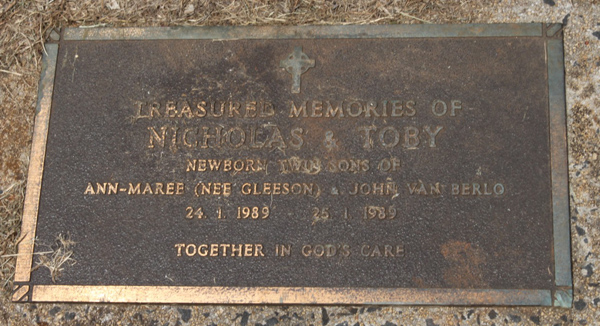 TREASURED MEMORIES OF
NICHOLAS & TOBY
NEWBORN TWIN SONS OF
ANN-MAREE (NEE GLEESON) & JOHN VAN BERLO
24.1.1989 - 25.1.1989
TOGETHER IN GOD'S CARE